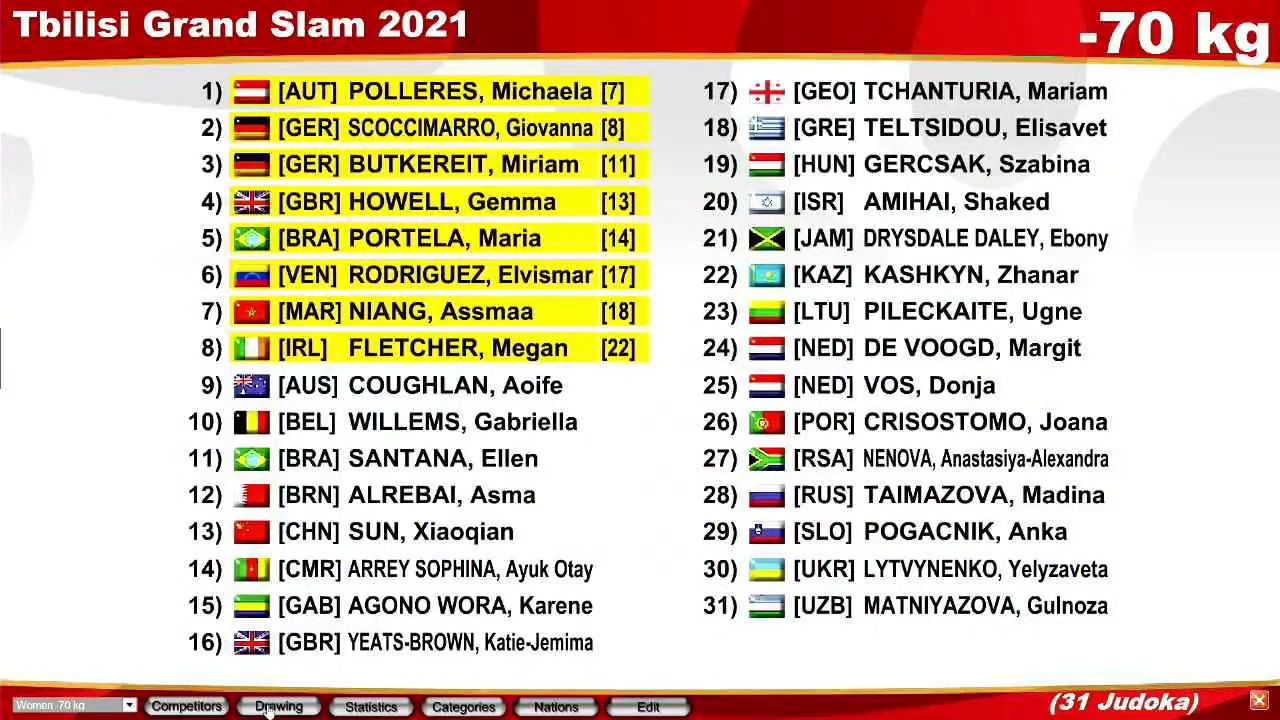 Tbilisi Grand Slam 2021
-70 kg
1) [AUT] POLLERES, Michaela [7]
2) [GER] SCOCCIMARRO, Giovanna [8]
3) [GER] BUTKEREIT, Miriam [11]
4) [GBR] HOWELL, Gemma [13]
5) [BRA] PORTELA, Maria [14]
6) [VEN] RODRIGUEZ, Elvismar [17]
7) [MAR] NIANG, Assmaa [18]
8) [IRL] FLETCHER, Megan [22]
9) [AUS] COUGHLAN, Aoife
10) [BEL] WILLEMS, Gabriella
11) [BRA] SANTANA, Ellen
12) [BRN] ALREBAI, Asma
13) [CHN] SUN, Xiaoqian
14) [CMR] ARREY SOPHINA, Ayuk Otay
15) [GAB] AGONO WORA, Karene
16) [GBR] YEATS-BROWN, Katie-Jemima
17) [GEO] TCHANTURIA, Mariam
18) [GRE] TELTSIDOU, Elisavet
19) [HUN] GERCSAK, Szabina
20) [ISR] AMIHAI, Shaked
21) [JAM] DRYSDALE DALEY, Ebony
22) [KAZ] KASHKYN, Zhanar
23) [LTU] PILECKAITE, Ugne
24) [NED] DE VOOGD, Margit
25) [NED] VOS, Donja
26) [POR] CRISOSTOMO, Joana
27) [RSA] NENOVA, Anastasiya-Alexandra
28) [RUS] TAIMAZOVA, Madina
29) [SLO] POGACNIK, Anka
30) [UKR] LYTVYNENKO, Yelyzaveta
31) [UZB] MATNIYAZOVA, Gulnoza
Women -70 kg Competitors Drawing Statistics Categories Nations Edit (31 Judoka)